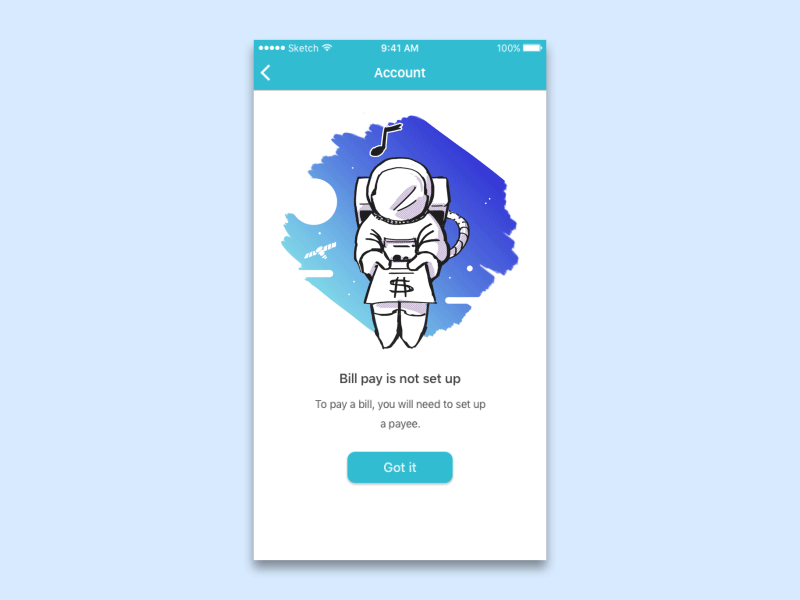 Sketch 9:41 AM 100%
Account
$
Bill pay is not set up
To pay a bill, you will need to set up
a payee.
Got it